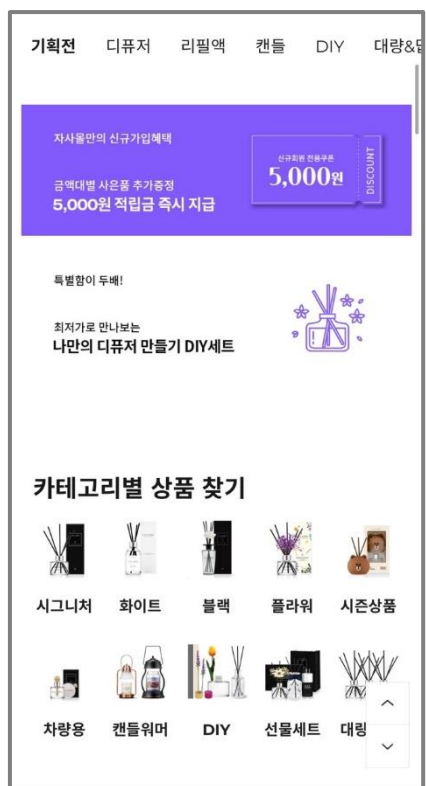 기획전 디퓨저 리필액 캔들 DIY 대량&
자사몰만의 신규가입혜택
금액대별 사은품 추가증정
5,000원 적립금 즉시 지급
신규회원 전용쿠폰
5,000원
DISCOUNT
특별함이 두배!
최저가로 만나보는
나만의 디퓨저 만들기 DIY세트
카테고리별 상품 찾기
시그니처 화이트 블랙 플라워 시즌상품
차량용 캔들워머 DIY 선물세트 대량